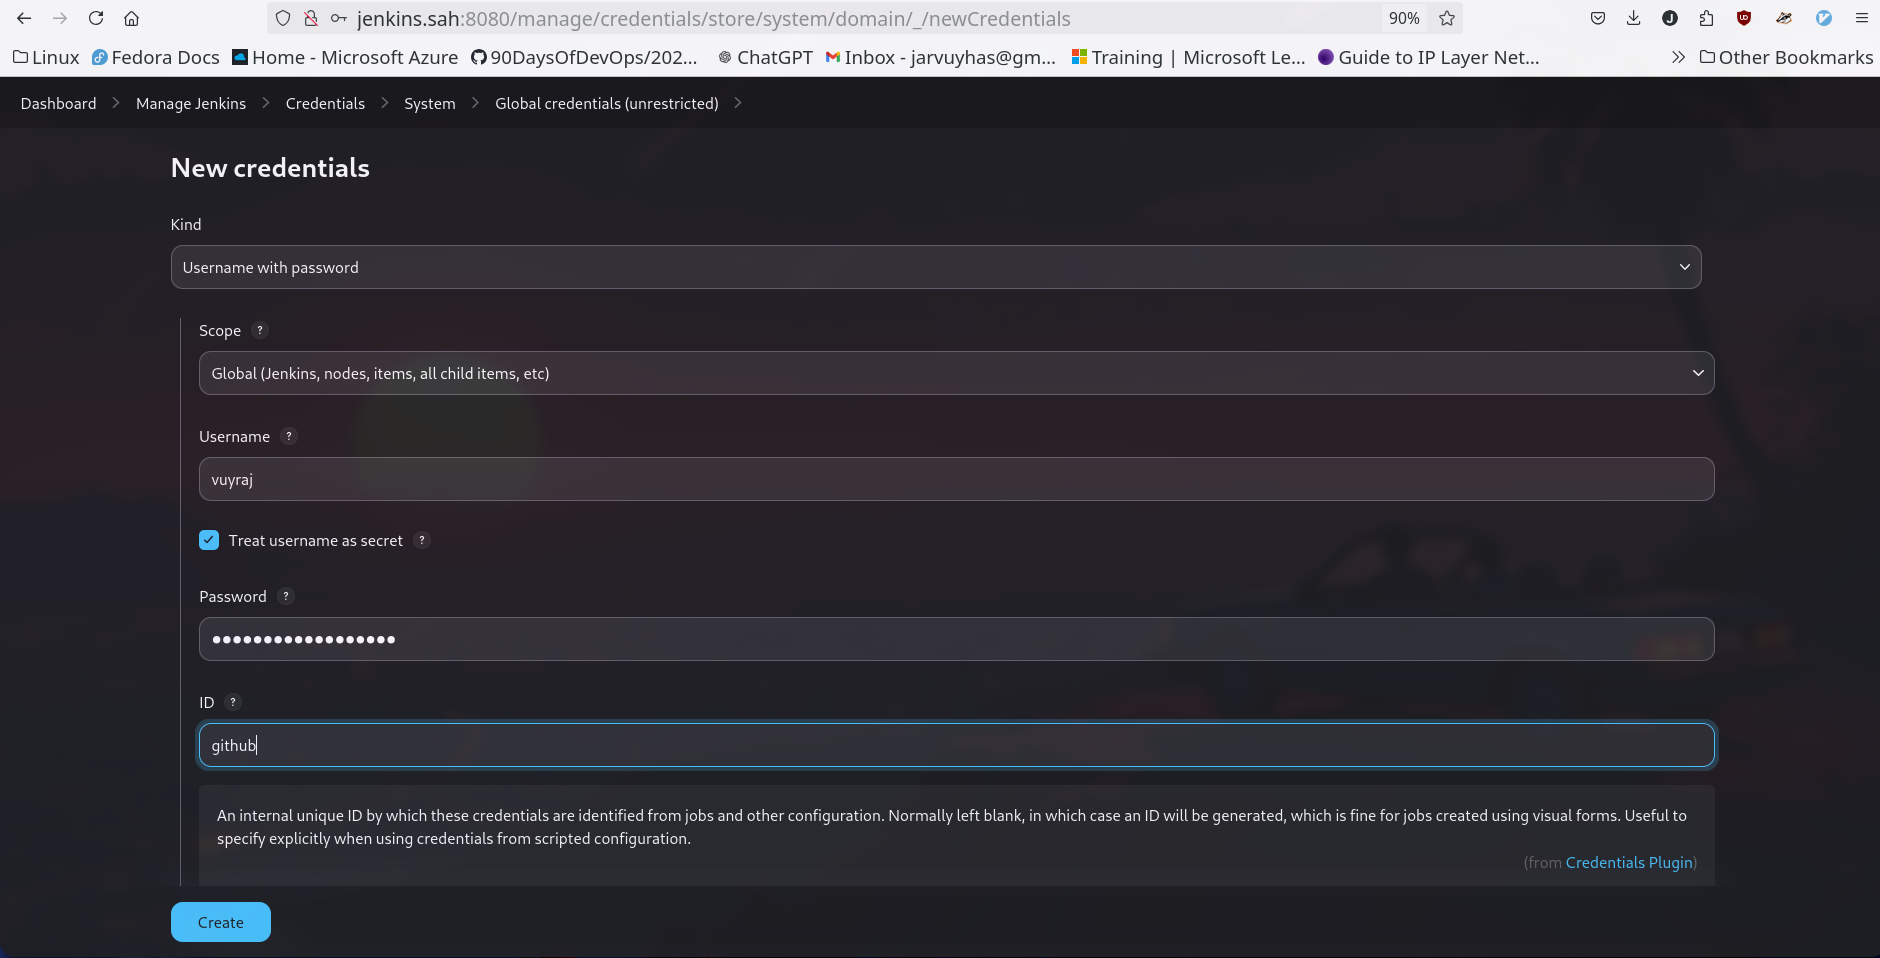 jenkins.sah:8080/manage/credentials/store/system/domain/_/newCredentials 90%
Linux Fedora Docs Home - Microsoft Azure 90DaysOfDevOps/202... ChatGPT Inbox - jarvuyhas@gm... Training | Microsoft Le... Guide to IP Layer Net... Other Bookmarks
Dashboard Manage Jenkins Credentials System Global credentials (unrestricted)
New credentials
Kind
Username with password
Scope ?
Global (Jenkins, nodes, items, all child items, etc)
Username ?
vuyraj
Treat username as secret ?
Password ?
••••••••••••••••••
ID ?
github
An internal unique ID by which these credentials are identified from jobs and other configuration. Normally left blank, in which case an ID will be generated, which is fine for jobs created using visual forms. Useful to
specify explicitly when using credentials from scripted configuration.
(from Credentials Plugin)
Create